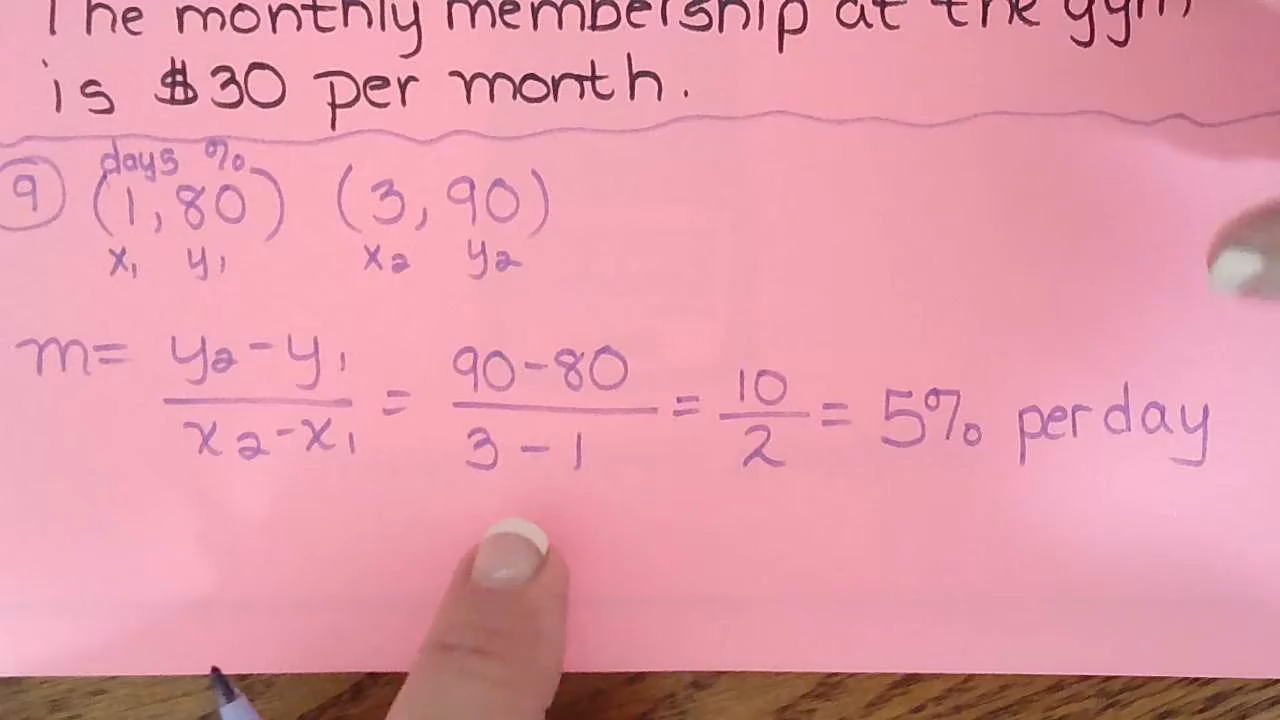 The monthly membership at the gym
is $30 per month.
days %
9 (1, 80) (3, 90)
x₁ y₁ x₂ y₂
m = y₂ - y₁ / x₂ - x₁ = 90 - 80 / 3 - 1 = 10 / 2 = 5% per day